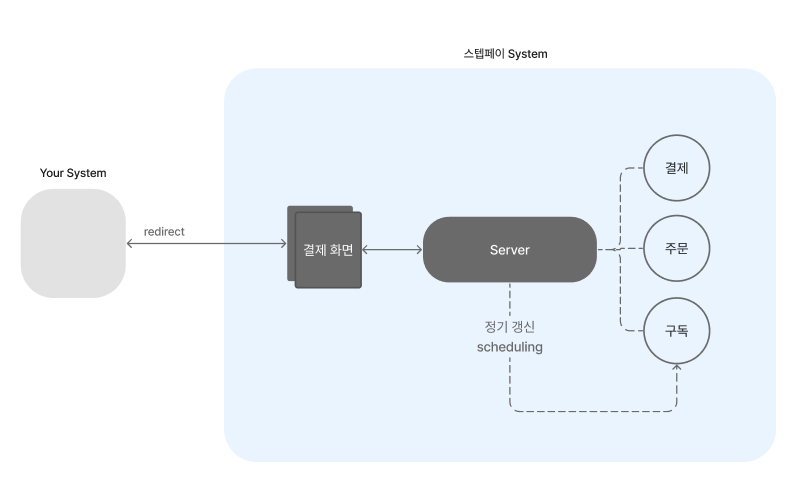 스텝페이 System
Your System
redirect
결제 화면
Server
결제
주문
구독
정기 갱신
scheduling